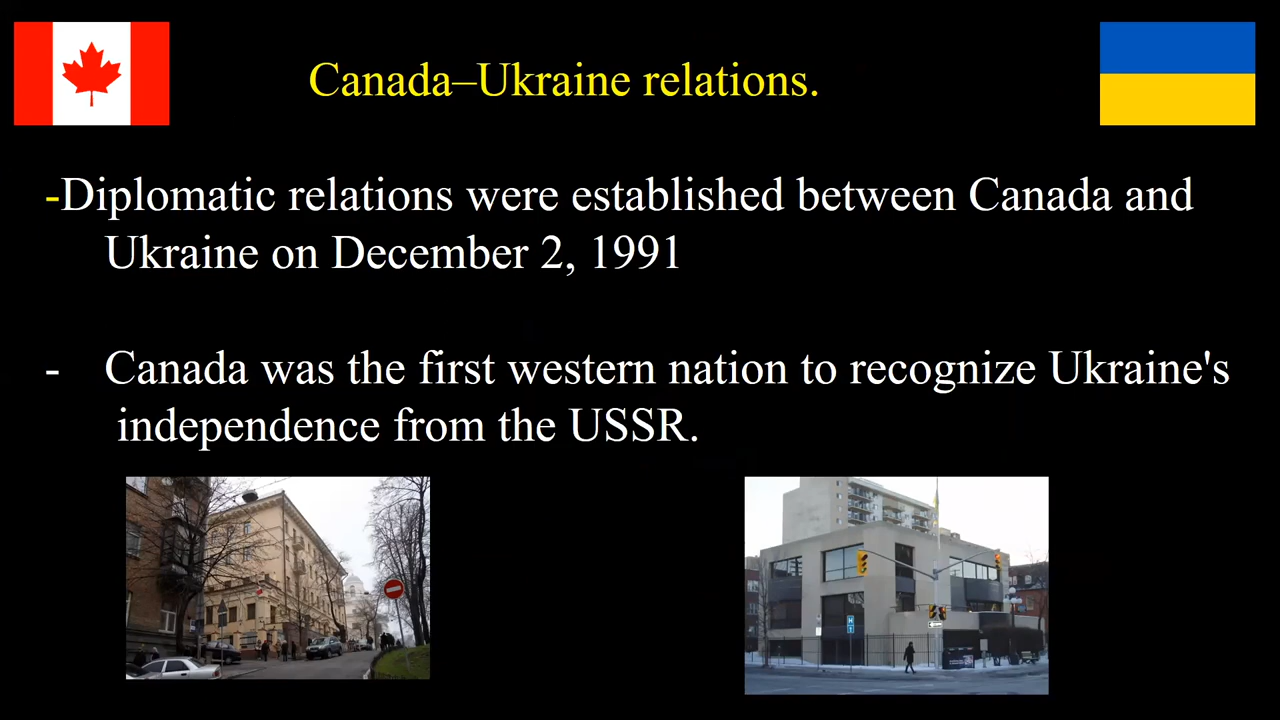 Canada–Ukraine relations.
-Diplomatic relations were established between Canada and
Ukraine on December 2, 1991
- Canada was the first western nation to recognize Ukraine's
independence from the USSR.
H